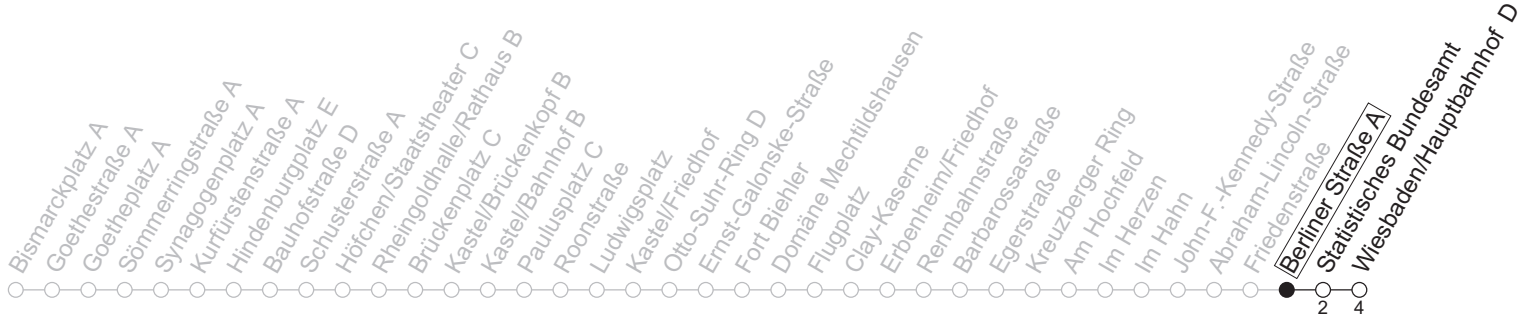 Bismarckplatz A
Goethestraße A
Goetheplatz A
Sömmerringstraße A
Synagogenplatz A
Kurfürstenstraße A
Hindenburgplatz E
Bauhofstraße D
Schusterstraße A
Höfchen/Staatstheater C
Rheingoldhalle/Rathaus B
Brückenplatz C
Kastel/Brückenkopf B
Kastel/Bahnhof B
Paulusplatz C
Roonstraße
Ludwigsplatz
Kastel/Friedhof
Otto-Suhr-Ring D
Ernst-Galonske-Straße
Fort Biehler
Domäne Mechtildshausen
Flugplatz
Clay-Kaserne
Erbenheim/Friedhof
Rennbahnstraße
Barbarossastraße
Egerstraße
Kreuzberger Ring
Am Hochfeld
Im Herzen
Im Hahn
John-F.-Kennedy-Straße
Abraham-Lincoln-Straße
Friedenstraße
Berliner Straße A
Statistisches Bundesamt
Wiesbaden/Hauptbahnhof D
2 4